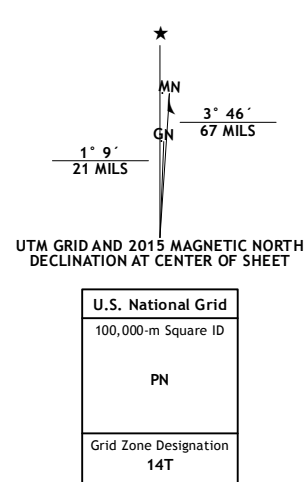 ★
MN
3° 46´
67 MILS
GN
1° 9´
21 MILS
UTM GRID AND 2015 MAGNETIC NORTH
DECLINATION AT CENTER OF SHEET
U.S. National Grid
100,000-m Square ID
PN
Grid Zone Designation
14T